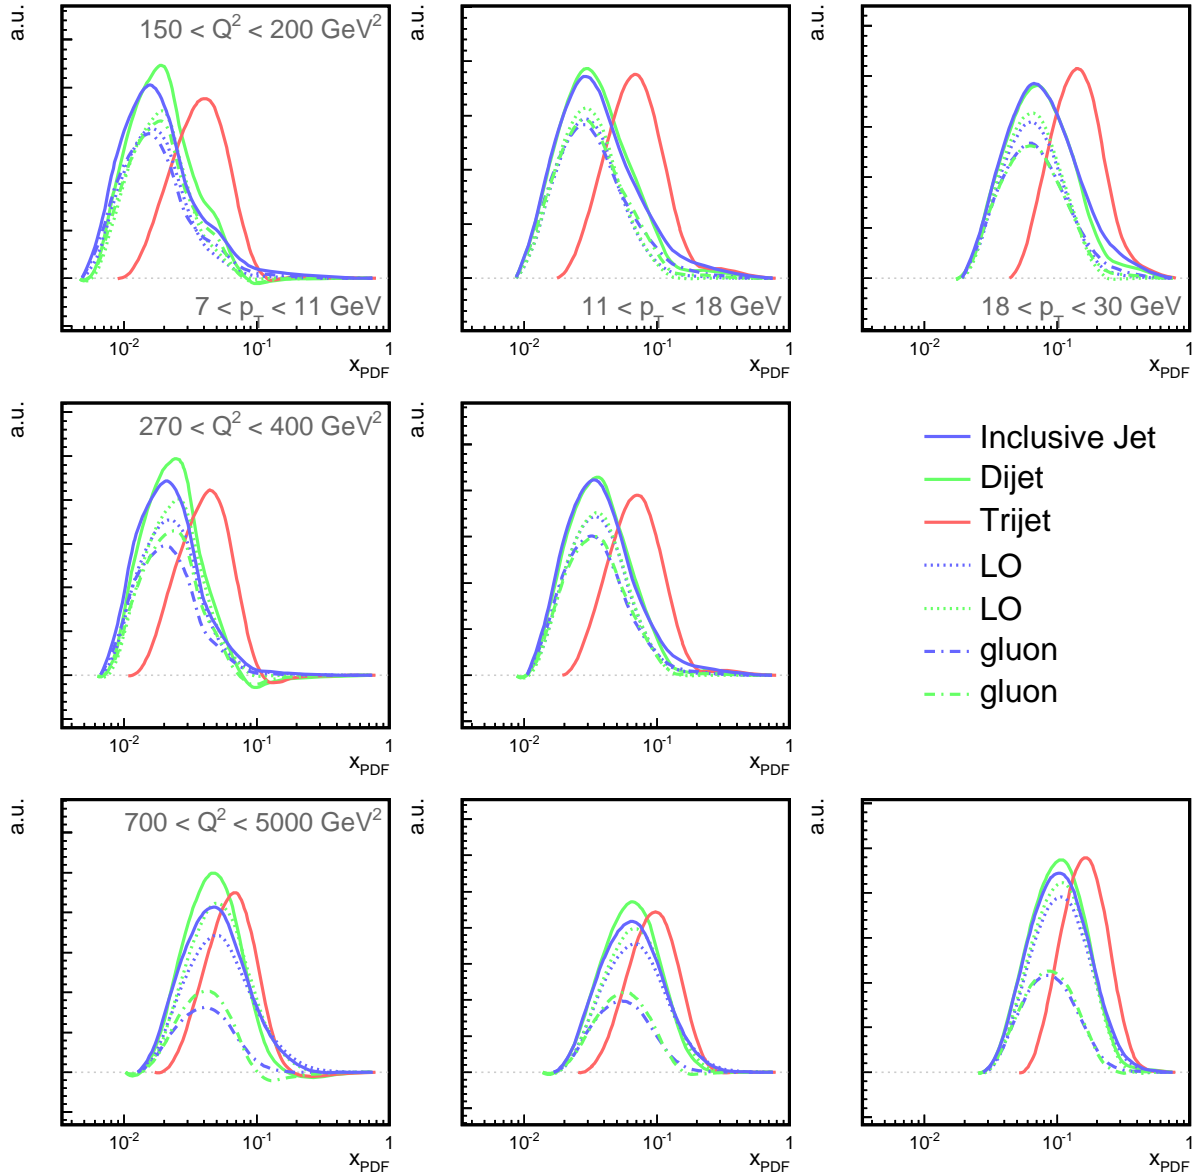 a.u.
150 < Q² < 200 GeV²
7 < p_T < 11 GeV
10⁻² 10⁻¹ 1
x_PDF
11 < p_T < 18 GeV
10⁻² 10⁻¹ 1
x_PDF
a.u.
18 < p_T < 30 GeV
10⁻² 10⁻¹ 1
x_PDF
a.u.
a.u.
270 < Q² < 400 GeV²
10⁻² 10⁻¹ 1
x_PDF
a.u.
10⁻² 10⁻¹ 1
x_PDF
Inclusive Jet
Dijet
Trijet
LO
LO
gluon
gluon
a.u.
700 < Q² < 5000 GeV²
10⁻² 10⁻¹ 1
x_PDF
a.u.
10⁻² 10⁻¹ 1
x_PDF
a.u.
10⁻² 10⁻¹ 1
x_PDF